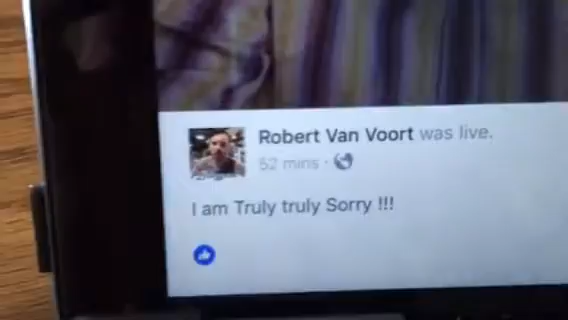 Robert Van Voort was live.
52 mins ·
I am Truly truly Sorry !!!